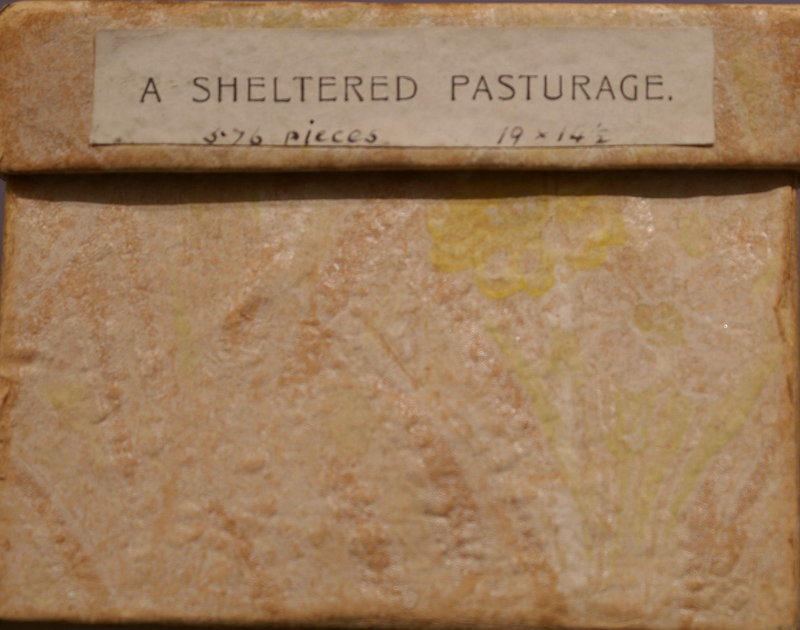 A SHELTERED PASTURAGE.
576 pieces 19 × 14½